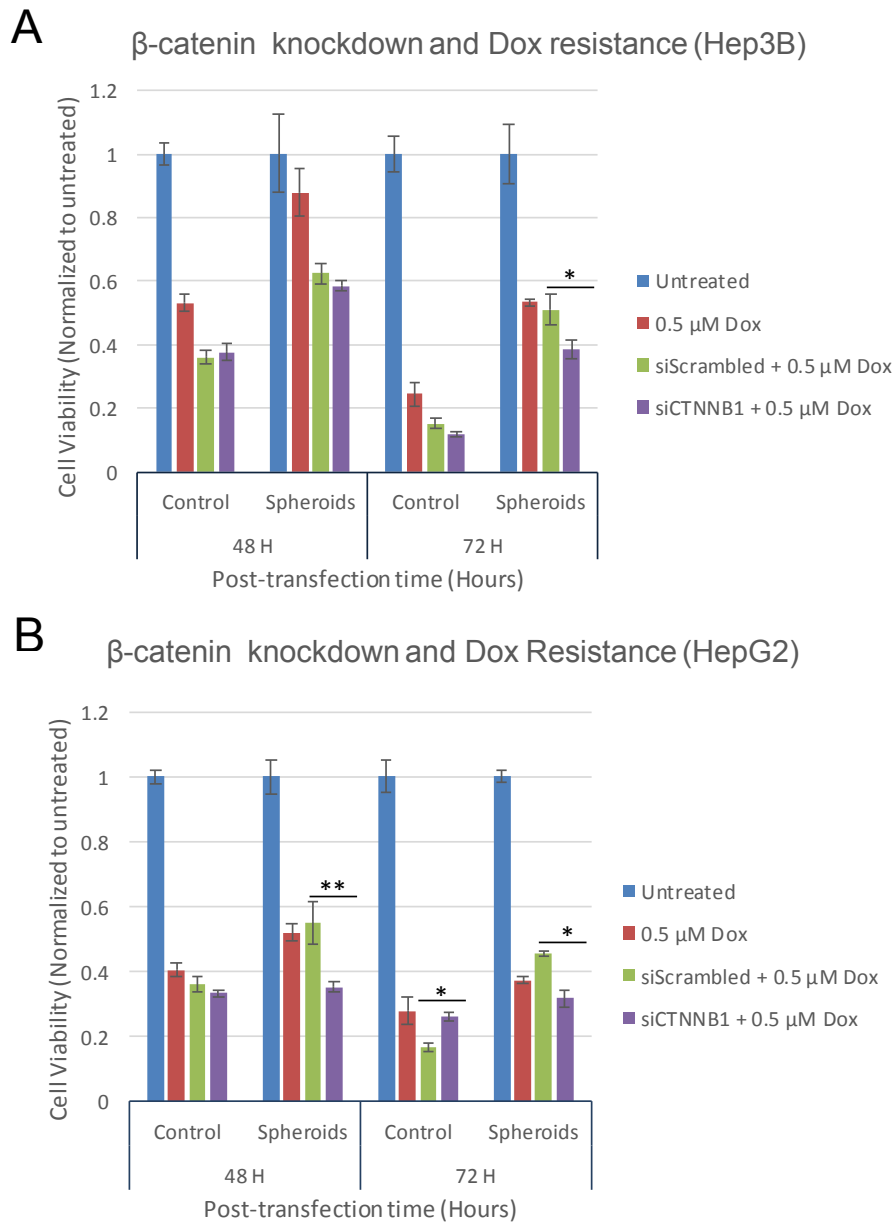 A
β-catenin knockdown and Dox resistance (Hep3B)
Cell Viability (Normalized to untreated)
1.2
1
0.8
0.6
0.4
0.2
0
*
Untreated
0.5 µM Dox
siScrambled + 0.5 µM Dox
siCTNNB1 + 0.5 µM Dox
Control Spheroids Control Spheroids
48 H 72 H
Post-transfection time (Hours)
B
β-catenin knockdown and Dox Resistance (HepG2)
Cell Viability (Normalized to untreated)
1.2
1
0.8
0.6
0.4
0.2
0
**
*
*
Untreated
0.5 µM Dox
siScrambled + 0.5 µM Dox
siCTNNB1 + 0.5 µM Dox
Control Spheroids Control Spheroids
48 H 72 H
Post-transfection time (Hours)